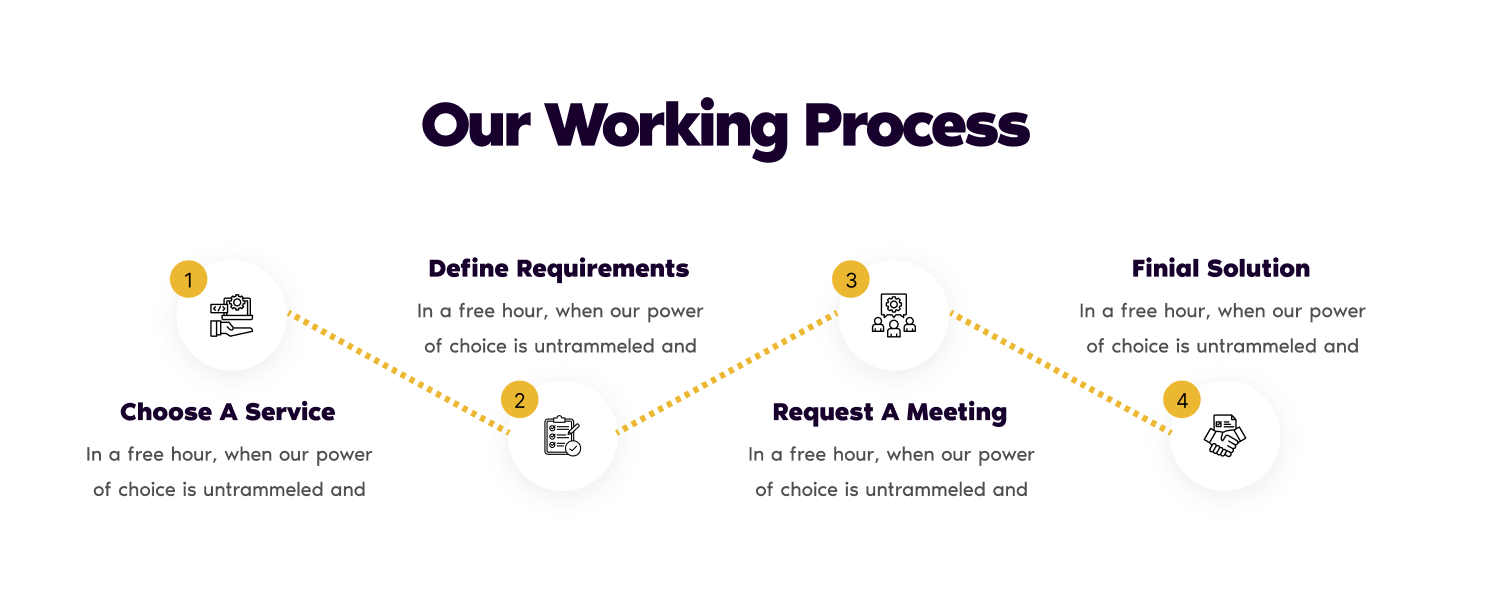 Our Working Process
1
Choose A Service
In a free hour, when our power
of choice is untrammeled and
Define Requirements
In a free hour, when our power
of choice is untrammeled and
2
3
Request A Meeting
In a free hour, when our power
of choice is untrammeled and
Finial Solution
In a free hour, when our power
of choice is untrammeled and
4